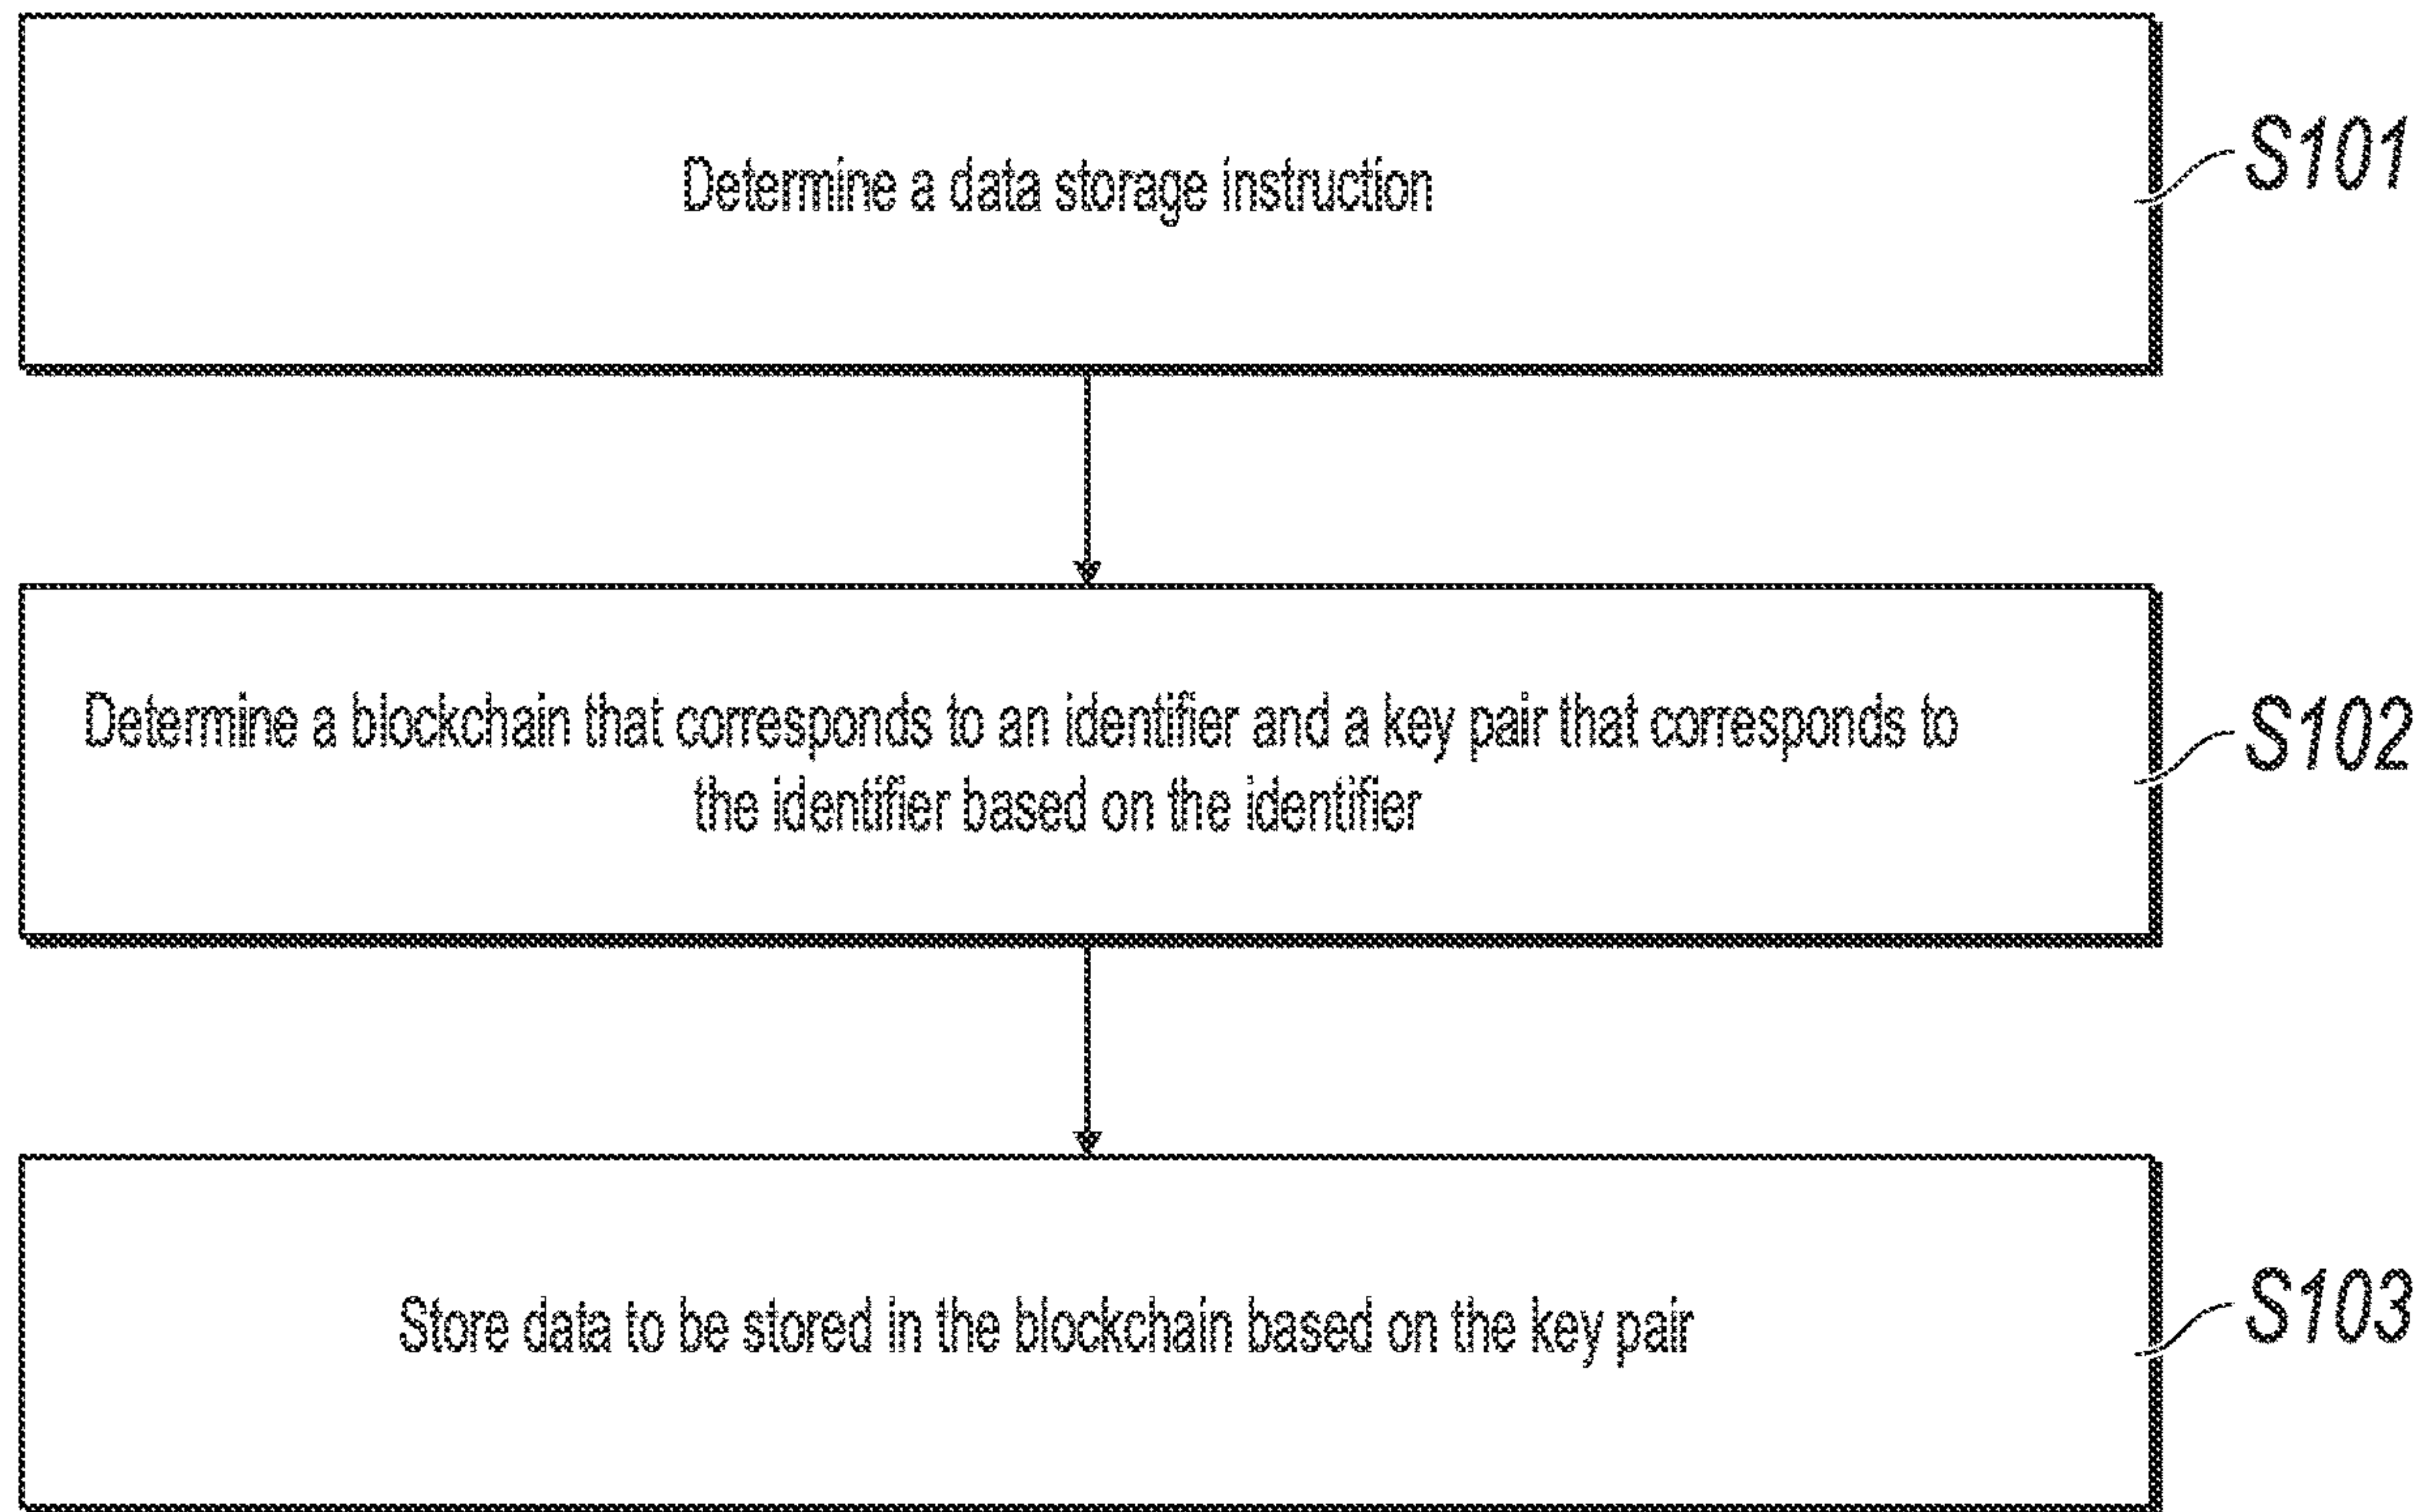 Determine a data storage instruction
S101
Determine a blockchain that corresponds to an identifier and a key pair that corresponds to
the identifier based on the identifier
S102
Store data to be stored in the blockchain based on the key pair
S103